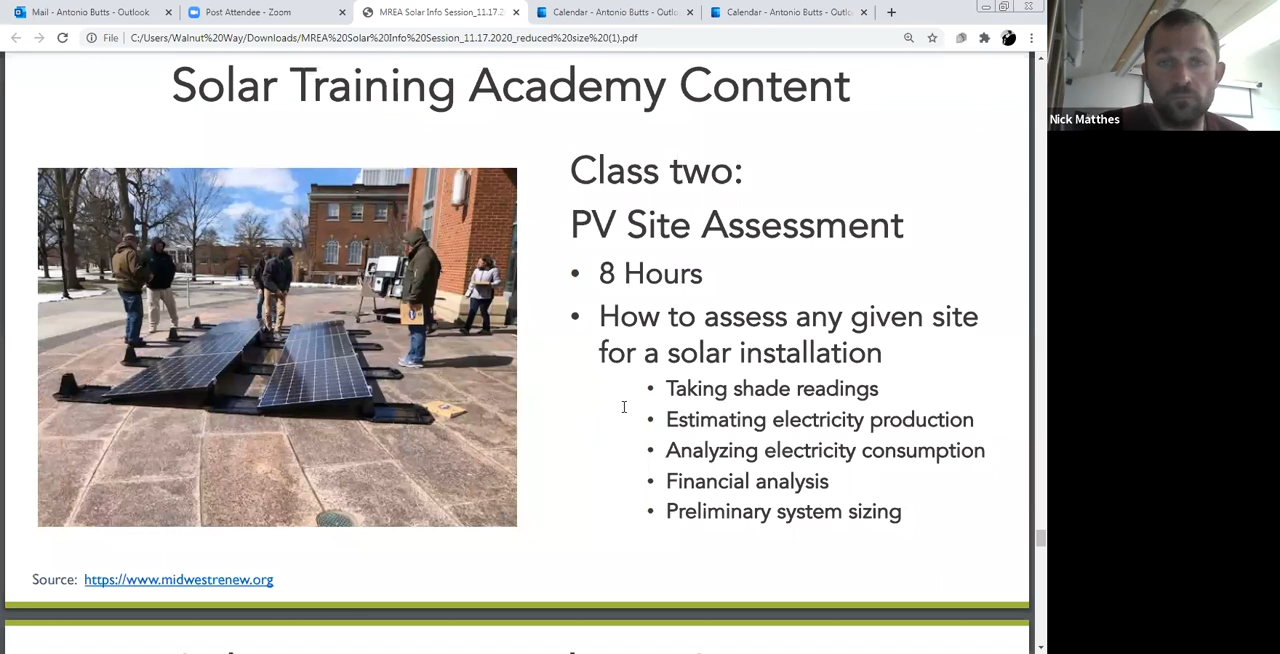 Mail - Antonio Butts - Outlook
Post Attendee - Zoom
MREA Solar Info Session_11.17.2
Calendar - Antonio Butts - Outlo
Calendar - Antonio Butts - Outlo
File
C:/Users/Walnut%20Way/Downloads/MREA%20Solar%20Info%20Session_11.17.2020_reduced%20size%20(1).pdf
Solar Training Academy Content
Class two:
PV Site Assessment
• 8 Hours
• How to assess any given site
for a solar installation
• Taking shade readings
• Estimating electricity production
• Analyzing electricity consumption
• Financial analysis
• Preliminary system sizing
Source: https://www.midwestrenew.org
Nick Matthes